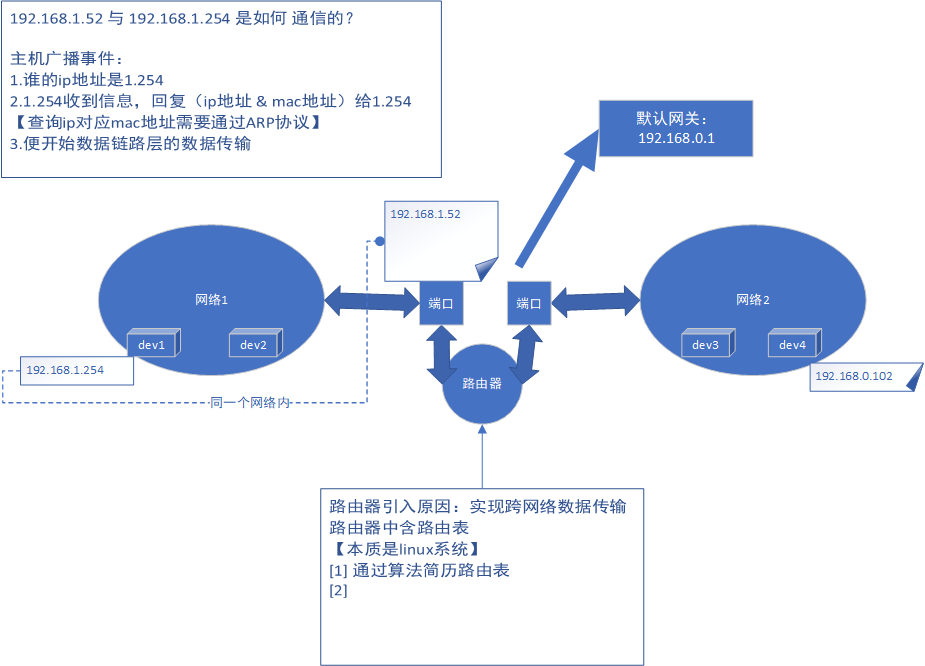 192.168.1.52 与 192.168.1.254 是如何 通信的？
主机广播事件：
1.谁的ip地址是1.254
2.1.254收到信息，回复（ip地址 & mac地址）给1.254
【查询ip对应mac地址需要通过ARP协议】
3.便开始数据链路层的数据传输
默认网关：
192.168.0.1
192.168.1.52
网络1
端口
端口
网络2
dev1
dev2
dev3
dev4
192.168.1.254
路由器
192.168.0.102
同一个网络内
路由器引入原因：实现跨网络数据传输
路由器中含路由表
【本质是linux系统】
[1] 通过算法简历路由表
[2]